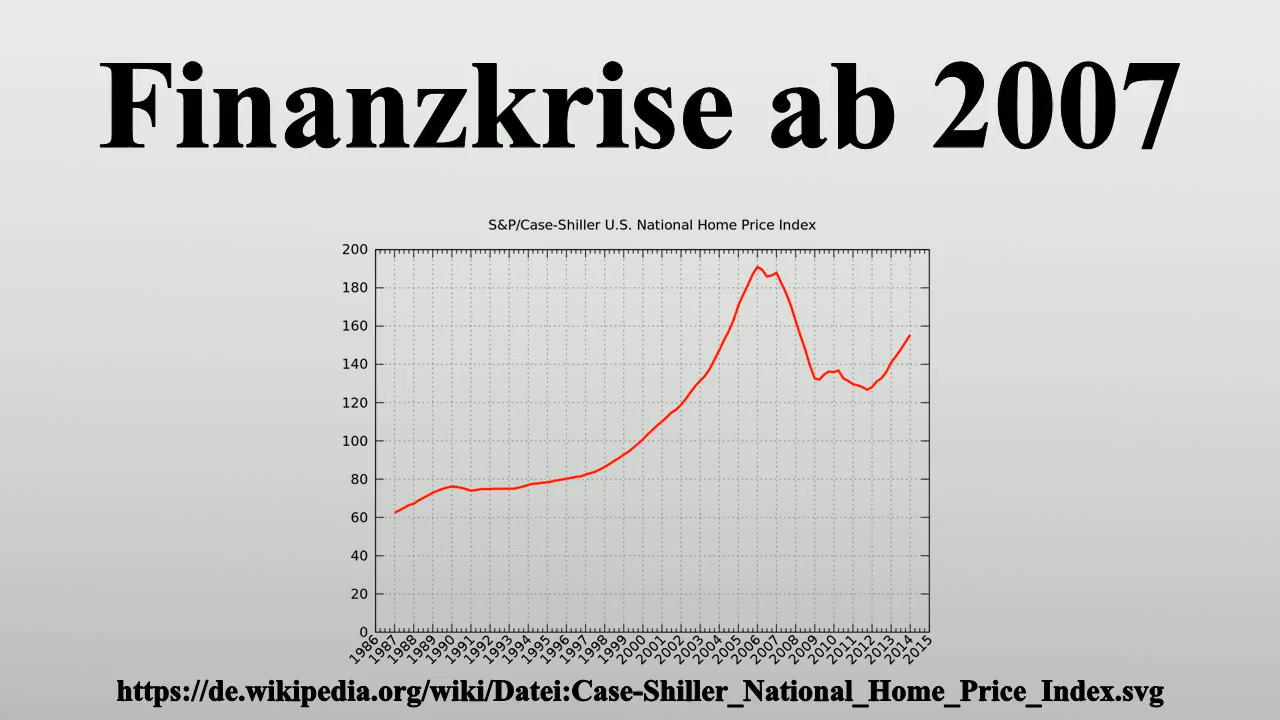 Finanzkrise ab 2007
S&P/Case-Shiller U.S. National Home Price Index
200
180
160
140
120
100
80
60
40
20
0
1986 1987 1988 1989 1990 1991 1992 1993 1994 1995 1996 1997 1998 1999 2000 2001 2002 2003 2004 2005 2006 2007 2008 2009 2010 2011 2012 2013 2014 2015
https://de.wikipedia.org/wiki/Datei:Case-Shiller_National_Home_Price_Index.svg